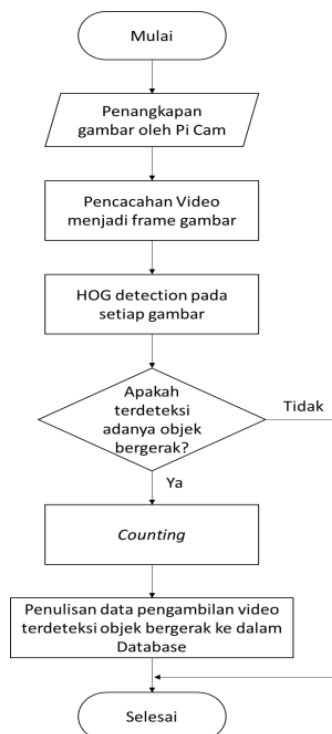 Mulai
Penangkapan
gambar oleh Pi Cam
Pencacahan Video
menjadi frame gambar
HOG detection pada
setiap gambar
Apakah
terdeteksi
adanya objek
bergerak?
Tidak
Ya
Counting
Penulisan data pengambilan video
terdeteksi objek bergerak ke dalam
Database
Selesai